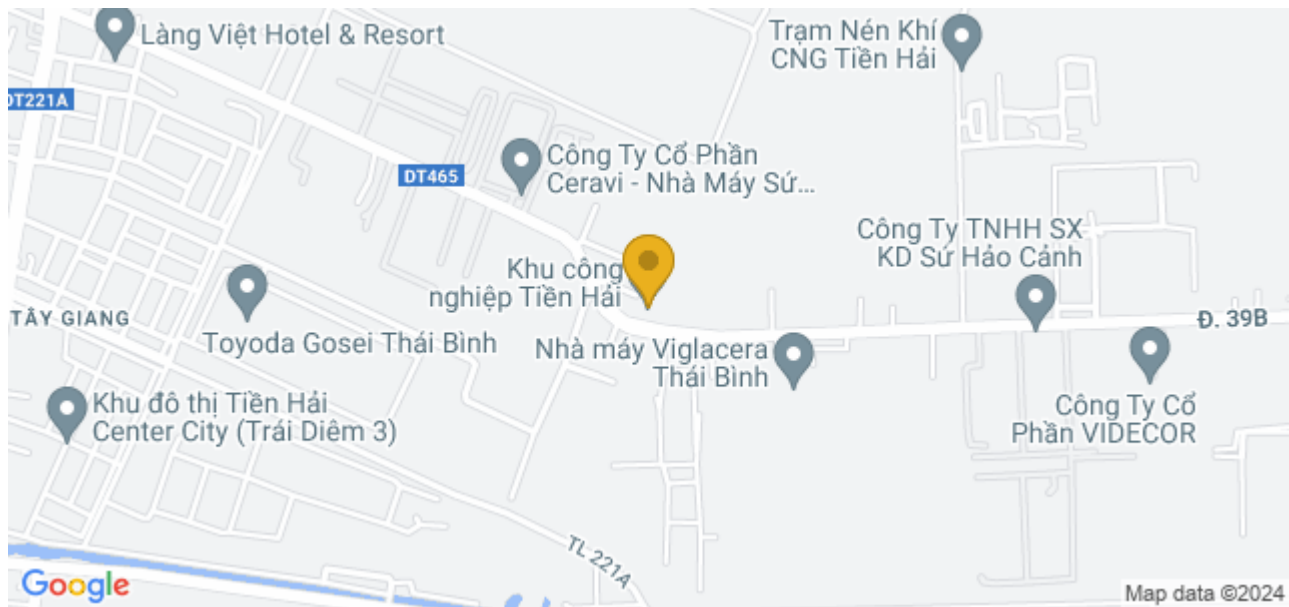 Làng Việt Hotel & Resort
Trạm Nén Khí
CNG Tiền Hải
DT221A
DT465
Công Ty Cổ Phần
Ceravi - Nhà Máy Sứ...
Công Ty TNHH SX
KD Sứ Hảo Cảnh
Khu công
nghiệp Tiền Hải
TÂY GIANG
Toyoda Gosei Thái Bình
Đ. 39B
Nhà máy Viglacera
Thái Bình
Khu đô thị Tiền Hải
Center City (Trái Diêm 3)
Công Ty Cổ
Phần VIDECOR
TL 221A
Google
Map data ©2024